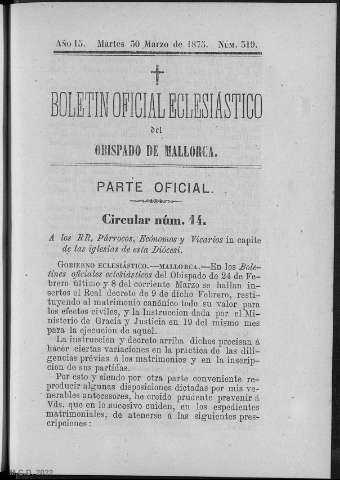 Año 15. Martes 30 Marzo de 1875. Núm. 519.
BOLETIN OFICIAL ECLESIÁSTICO
del
OBISPADO DE MALLORCA.
PARTE OFICIAL.
Circular núm. 14.
A los RR. Párrocos, Ecónomos y Vicarios in capite
de las iglesias de esta Diócesi.
GOBIERNO ECLESIÁSTICO.—MALLORCA.—En los Bole-
tines oficiales eclesiásticos del Obispado de 24 de Fe-
brero último y 8 del corriente Marzo se hallan in-
sertos el Real decreto de 9 de dicho Febrero, resti-
tuyendo al matrimonio canónico todo su valor para
los efectos civiles, y la Instruccion dada por el Mi-
nisterio de Gracia y Justicia en 19 del mismo mes
para la ejecucion de aquel.
La instruccion y decreto arriba dichos precisan á
hacer ciertas variaciones en la práctica de las dili-
gencias prévias á los matrimonios y en la inscrip-
cion de sus partidas.
Por esto y siendo por otra parte conveniente re-
producir algunas disposiciones dictadas por mis ve-
nerables antecesores, he creido prudente prevenir á
Vds. que en lo sucesivo cuiden, en los espedientes
matrimoniales, de atenerse á las siguientes pres-
cripciones:
M.C.D. 2022